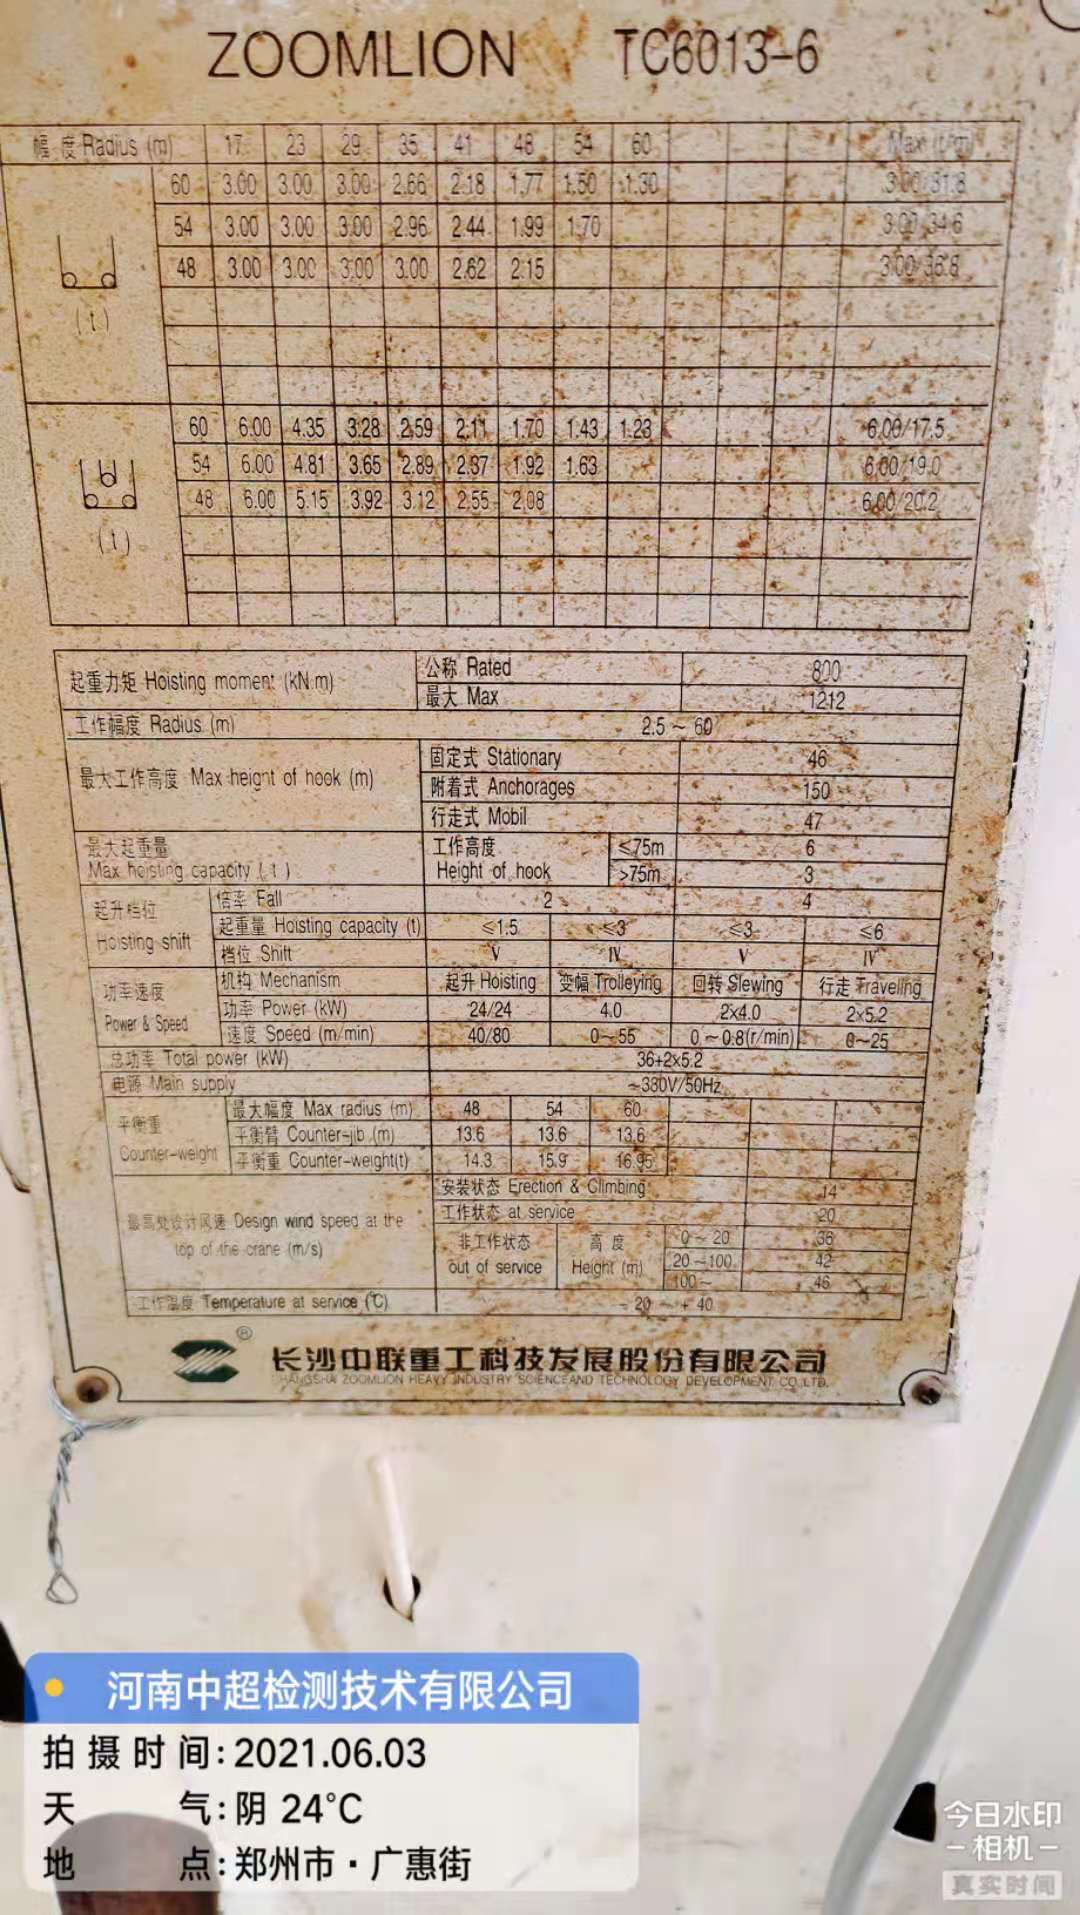 ZOOMLION TC6013-6
幅 度 Radius (m) 17 23 29 35 41 48 54 60 Max (t/m)
60 3.00 3.00 3.00 2.66 2.18 1.77 1.50 1.30 3.00/31.8
54 3.00 3.00 3.00 2.96 2.44 1.99 1.70 3.00/34.6
48 3.00 3.00 3.00 3.00 2.62 2.15 3.00/36.8
(t)
60 6.00 4.35 3.28 2.59 2.11 1.70 1.43 1.23 6.00/17.5
54 6.00 4.81 3.65 2.89 2.37 1.92 1.63 6.00/19.0
48 6.00 5.15 3.92 3.12 2.55 2.08 6.00/20.2
(t)
起重力矩 Hoisting moment (kN·m) 公称 Rated 800
最大 Max 1212
工作幅度 Radius (m) 2.5～60
最大工作高度 Max height of hook (m) 固定式 Stationary 46
附着式 Anchorages 150
行走式 Mobil 47
最大起重量 Max hoisting capacity (t) 工作高度 Height of hook ≤75m 6
>75m 3
起升档位 Hoisting shift 倍率 Fall 2 4
起重量 Hoisting capacity (t) ≤1.5 ≤3 ≤3 ≤6
档位 Shift V IV V IV
功率速度 Power & Speed 机构 Mechanism 起升 Hoisting 变幅 Trolleying 回转 Slewing 行走 Traveling
功率 Power (kW) 24/24 4.0 2x4.0 2x5.2
速度 Speed (m/min) 40/80 0～55 0～0.8(r/min) 0～25
总功率 Total power (kW) 36+2x5.2
电源 Main supply ~380V/50Hz
平衡重 Counter-weight 最大幅度 Max radius (m) 48 54 60
平衡臂 Counter-jib (m) 13.6 13.6 13.6
平衡重 Counter-weight(t) 14.3 15.9 16.95
最高处设计风速 Design wind speed at the top of the crane (m/s) 安装状态 Erection & Climbing 14
工作状态 at service 20
非工作状态 out of service 高 度 Height (m) 0～20 36
20～100 42
100～ 46
工作温度 Temperature at service (℃) -20～+40
长沙中联重工科技发展股份有限公司
CHANGSHA ZOOMLION HEAVY INDUSTRY SCIENCE AND TECHNOLOGY DEVELOPMENT CO.,LTD.
河南中超检测技术有限公司
拍摄时间:2021.06.03
天 气:阴 24℃
地 点:郑州市·广惠街
今日水印
-相机-
真实时间